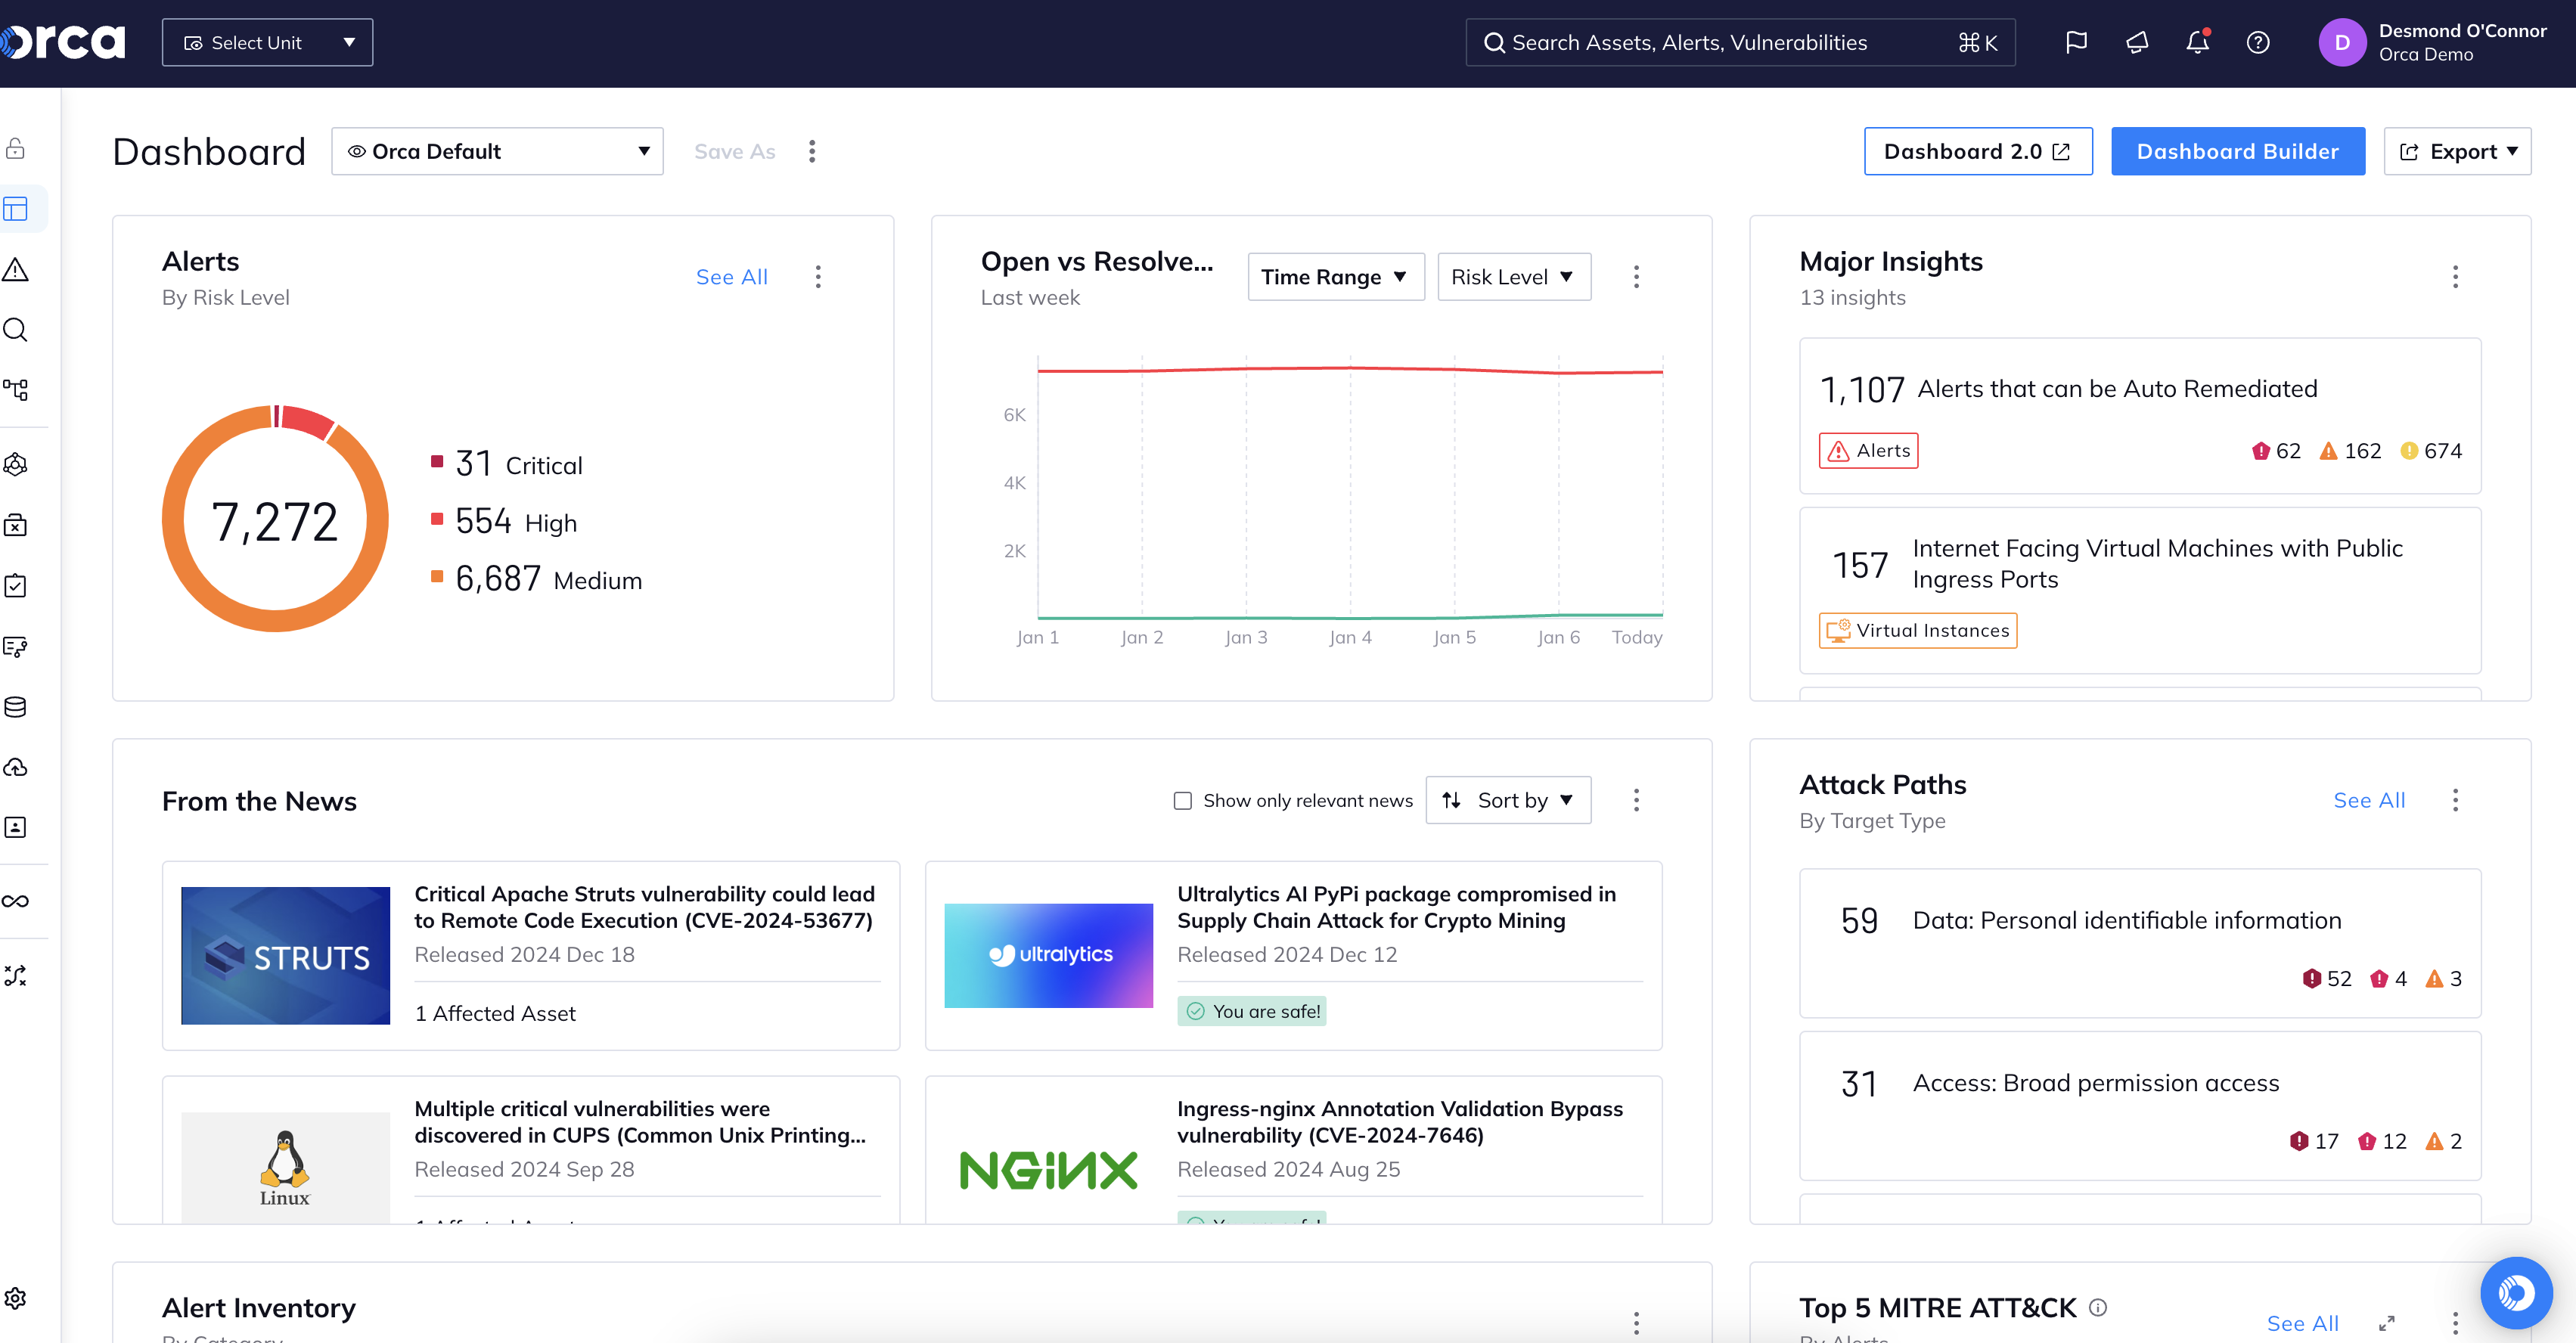 orca
Select Unit
Search Assets, Alerts, Vulnerabilities
⌘ K
D
Desmond O'Connor
Orca Demo
Dashboard
Orca Default
Save As
Dashboard 2.0
Dashboard Builder
Export
Alerts
By Risk Level
See All
7,272
31 Critical
554 High
6,687 Medium
Open vs Resolve...
Last week
Time Range
Risk Level
6K
4K
2K
Jan 1
Jan 2
Jan 3
Jan 4
Jan 5
Jan 6
Today
Major Insights
13 insights
1,107 Alerts that can be Auto Remediated
Alerts
62
162
674
157
Internet Facing Virtual Machines with Public
Ingress Ports
Virtual Instances
From the News
Show only relevant news
Sort by
STRUTS
Critical Apache Struts vulnerability could lead
to Remote Code Execution (CVE-2024-53677)
Released 2024 Dec 18
1 Affected Asset
ultralytics
Ultralytics AI PyPi package compromised in
Supply Chain Attack for Crypto Mining
Released 2024 Dec 12
You are safe!
Linux
Multiple critical vulnerabilities were
discovered in CUPS (Common Unix Printing...
Released 2024 Sep 28
1 Affected Asset
NGINX
Ingress-nginx Annotation Validation Bypass
vulnerability (CVE-2024-7646)
Released 2024 Aug 25
You are safe!
Attack Paths
By Target Type
See All
59 Data: Personal identifiable information
52
4
3
31 Access: Broad permission access
17
12
2
Alert Inventory
By Category
Top 5 MITRE ATT&CK
By Alerts
See All